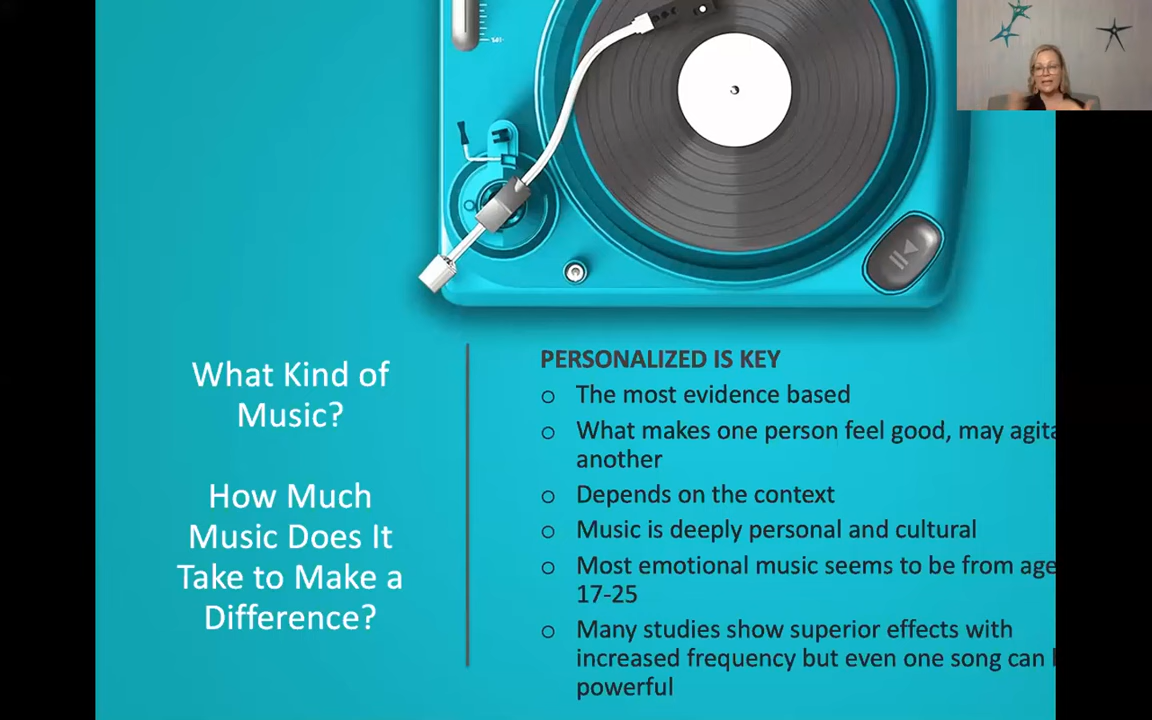 What Kind of
Music?
How Much
Music Does It
Take to Make a
Difference?
PERSONALIZED IS KEY
The most evidence based
What makes one person feel good, may agita
another
Depends on the context
Music is deeply personal and cultural
Most emotional music seems to be from age
17-25
Many studies show superior effects with
increased frequency but even one song can
powerful